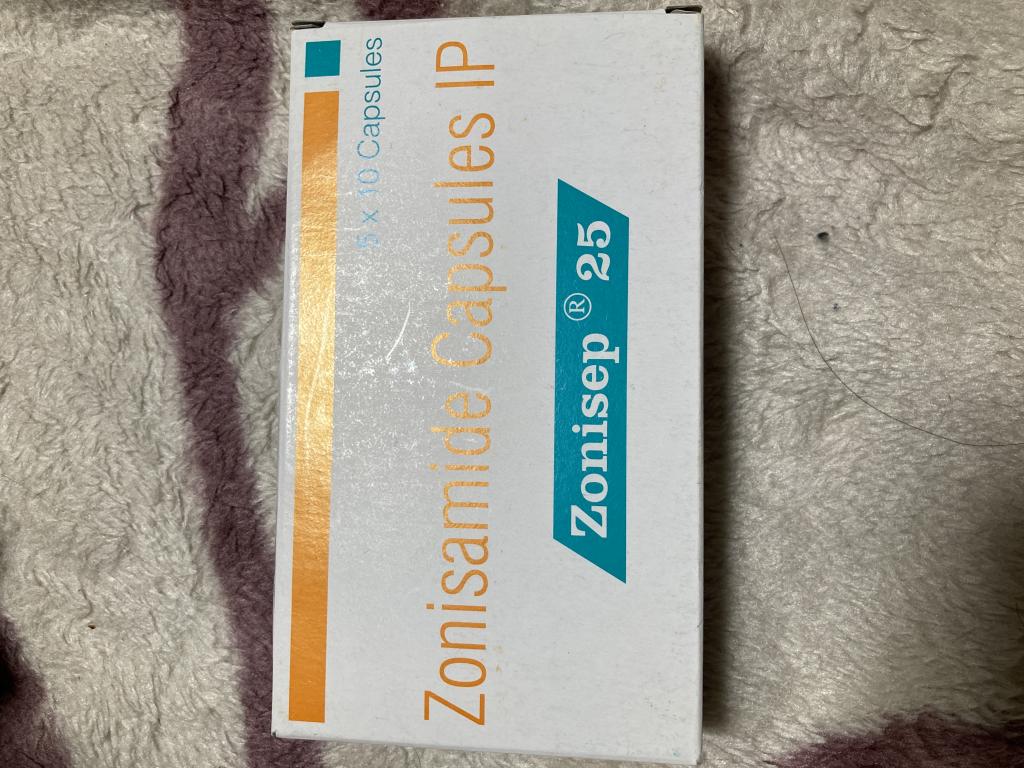 5 x 10 Capsules
Zonisamide Capsules IP
Zonisep ® 25